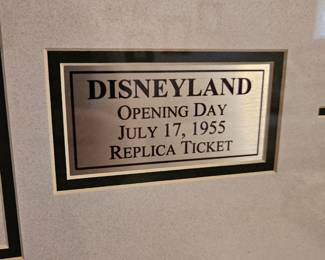 DISNEYLAND
OPENING DAY
JULY 17, 1955
REPLICA TICKET